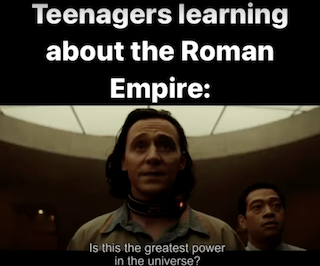 Teenagers learning
about the Roman
Empire:
Is this the greatest power
in the universe?